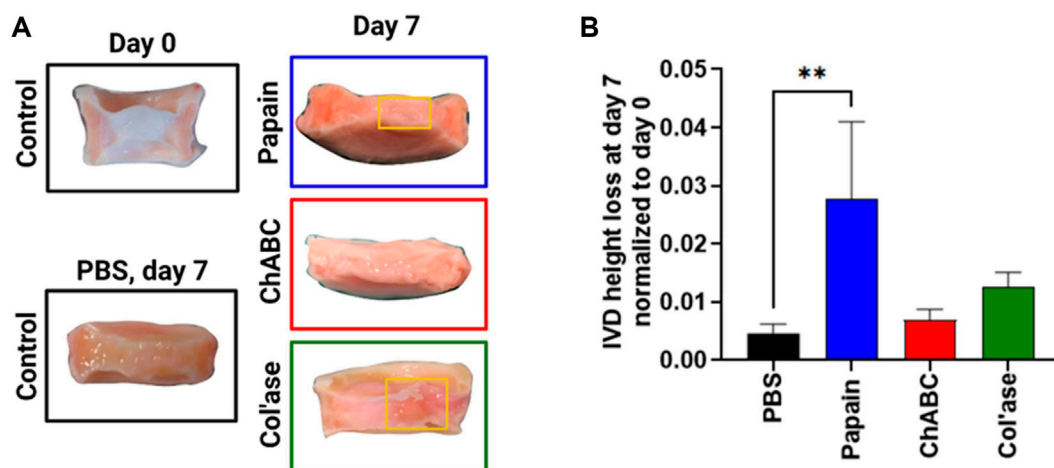 A
Day 0
Control
PBS, day 7
Control
Day 7
Papain
ChABC
Col'ase
B
IVD height loss at day 7
normalized to day 0
0.05
0.04
0.03
0.02
0.01
0.00
**
PBS
Papain
ChABC
Col'ase